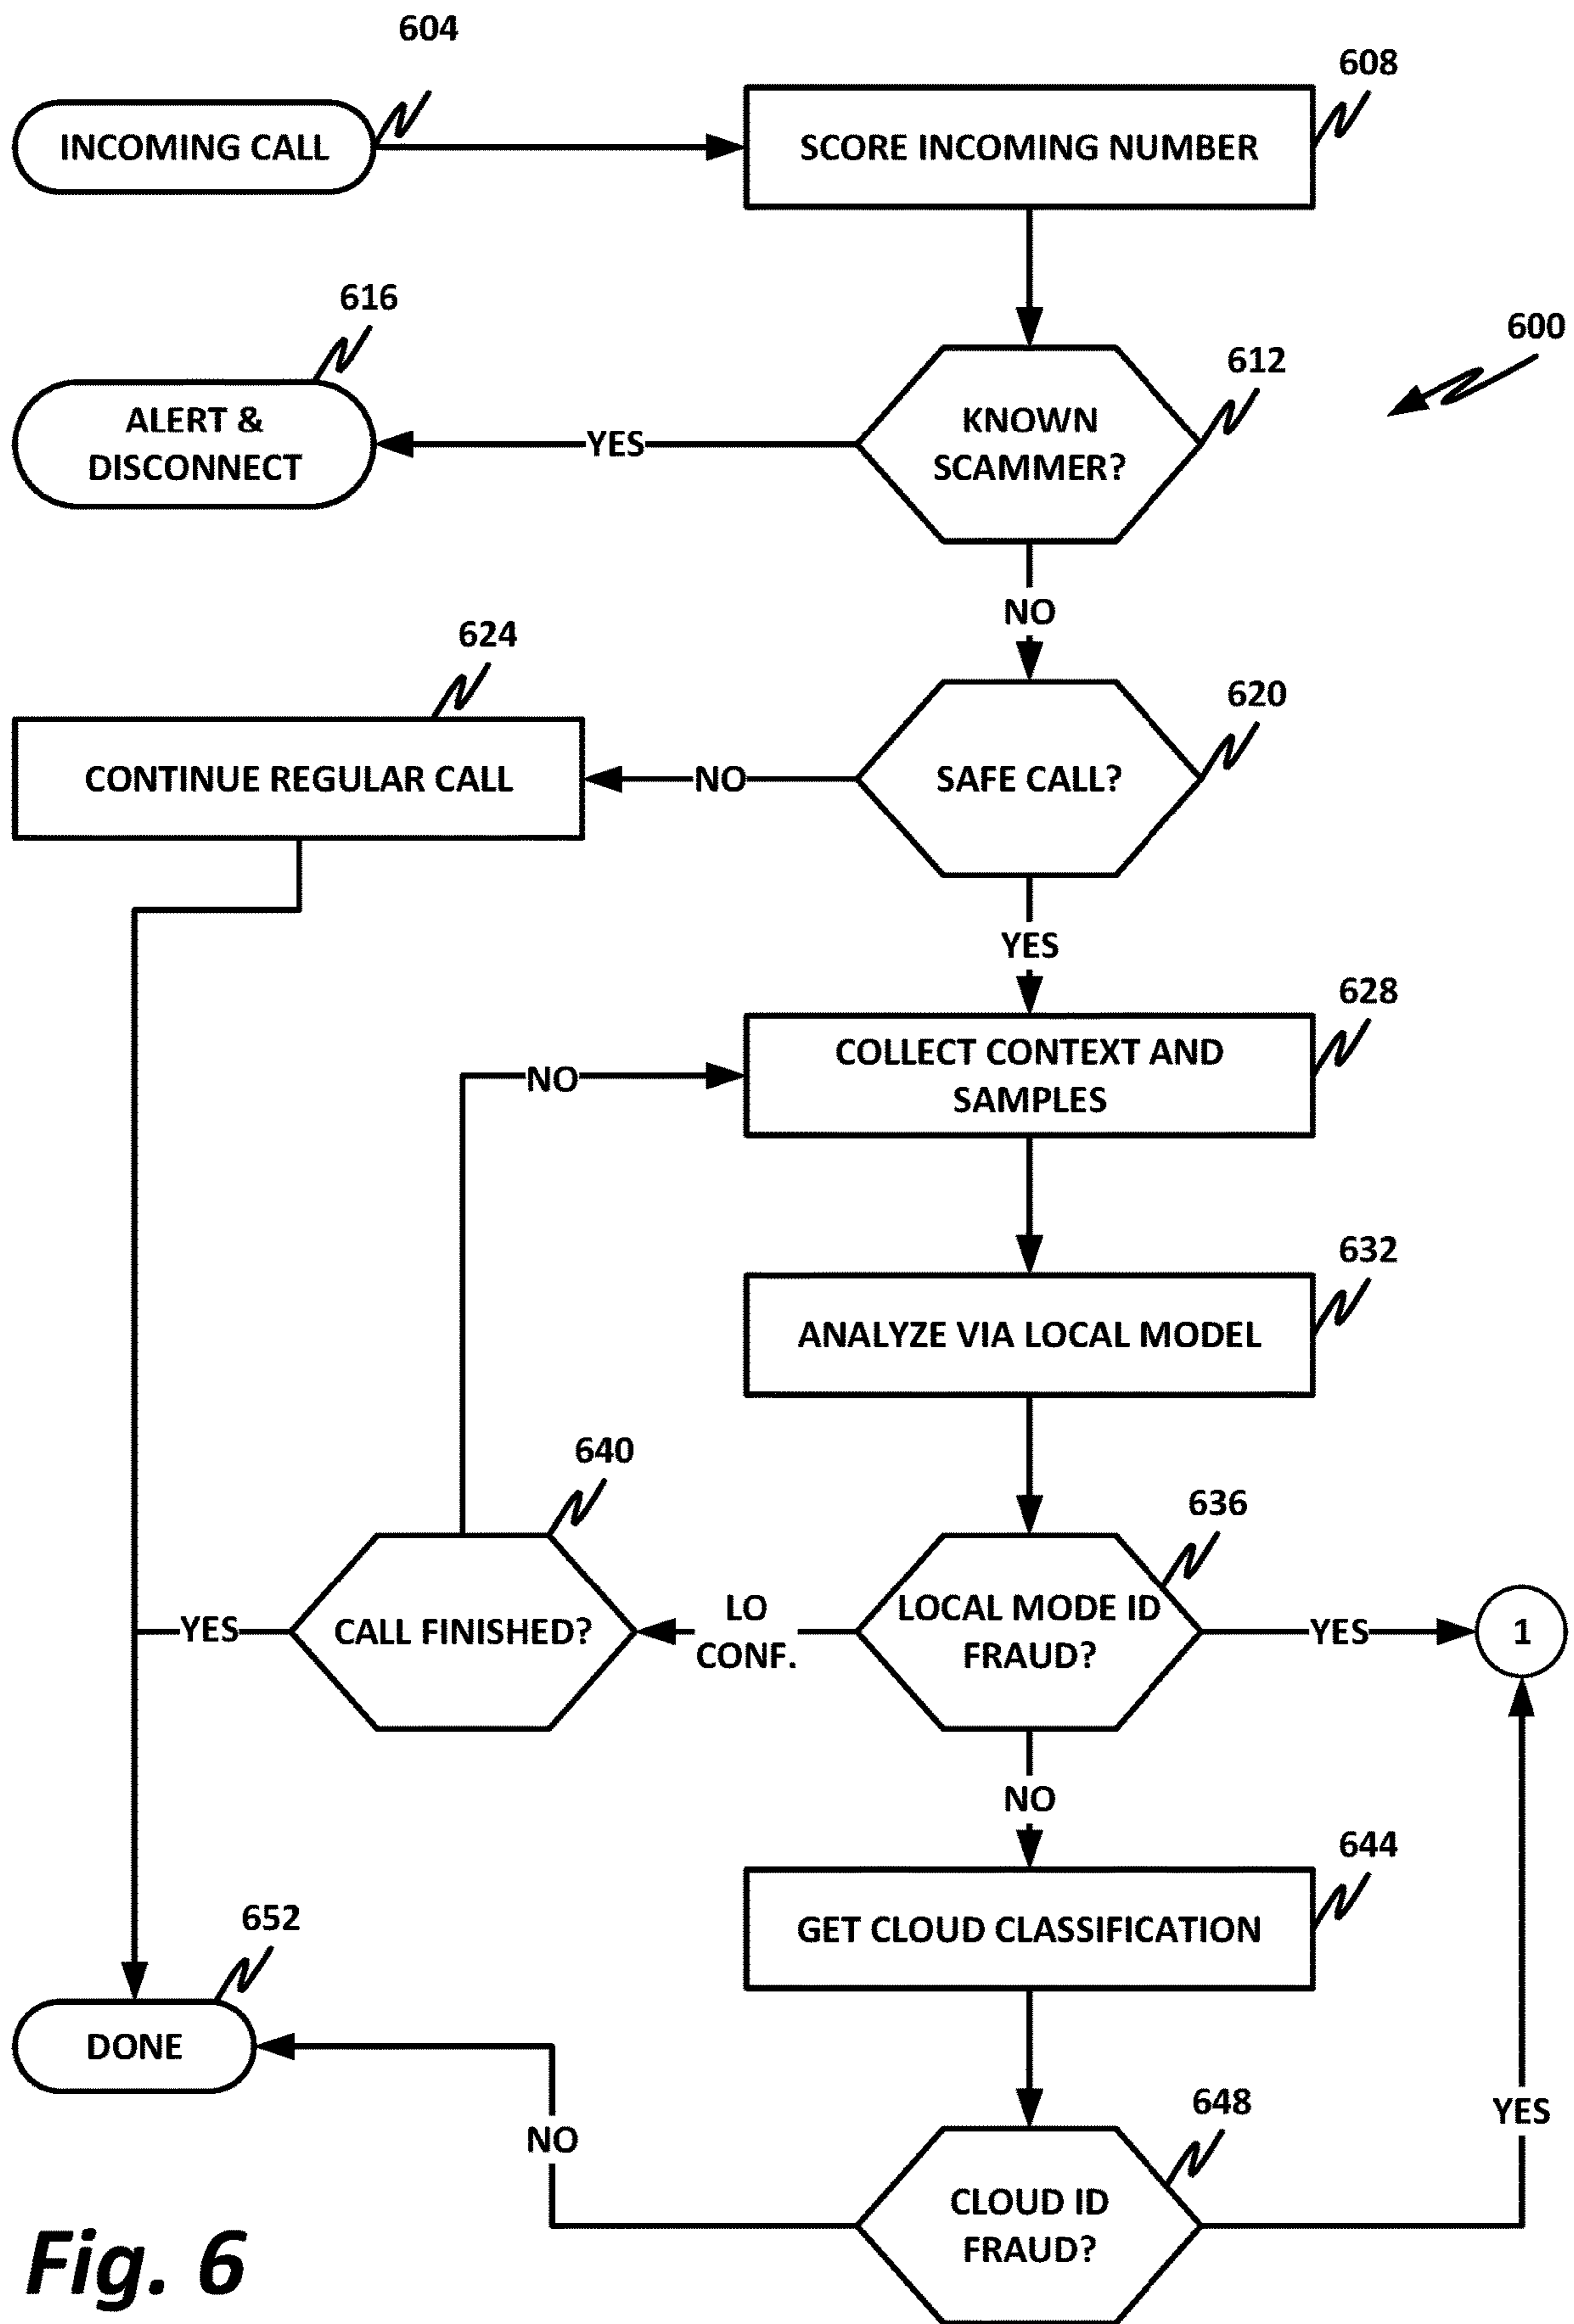 604
608
INCOMING CALL
SCORE INCOMING NUMBER
616
600
612
ALERT &
DISCONNECT
YES
KNOWN
SCAMMER?
NO
624
620
CONTINUE REGULAR CALL
NO
SAFE CALL?
YES
628
NO
COLLECT CONTEXT AND
SAMPLES
632
ANALYZE VIA LOCAL MODEL
640
636
YES
CALL FINISHED?
LO
CONF.
LOCAL MODE ID
FRAUD?
YES
1
NO
644
652
GET CLOUD CLASSIFICATION
DONE
648
YES
NO
CLOUD ID
FRAUD?
Fig. 6